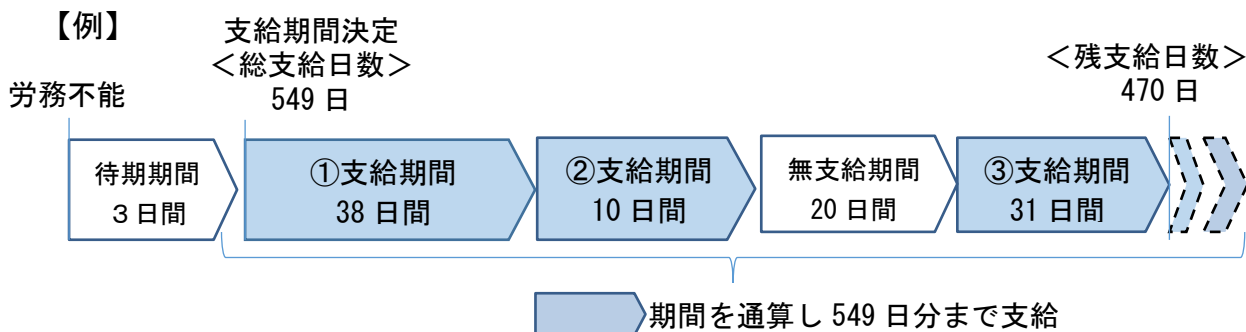 【例】
労務不能
支給期間決定
＜総支給日数＞
549 日
＜残支給日数＞
470 日
待期期間
３日間
①支給期間
38 日間
②支給期間
10 日間
無支給期間
20 日間
③支給期間
31 日間
期間を通算し 549 日分まで支給